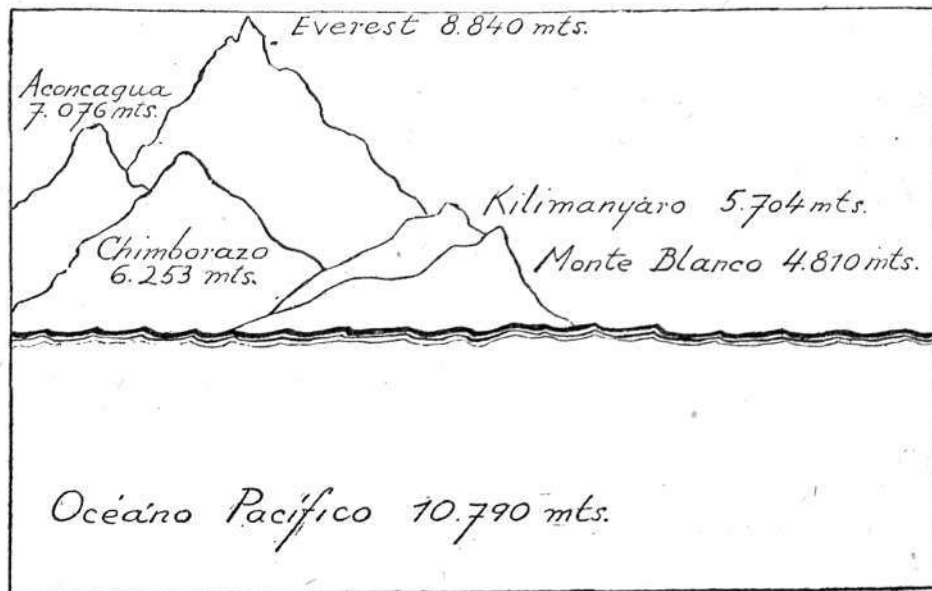 Everest 8.840 mts.
Aconcagua
7.076 mts.
Kilimanyaro 5.704 mts.
Chimborazo
6.253 mts.
Monte Blanco 4.810 mts.
Océano Pacífico 10.790 mts.